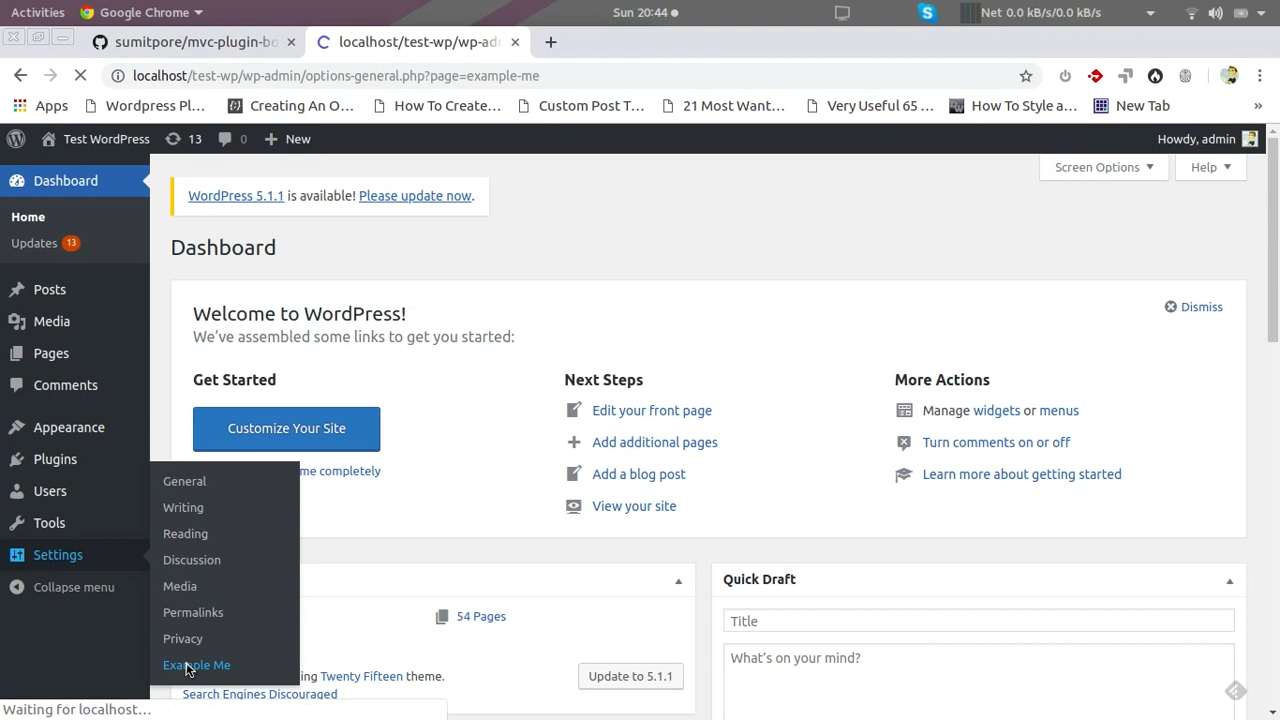 Activities Google Chrome Sun 20:44 Net 0.0 kB/s/0.0 kB/s
sumitpore/mvc-plugin-bo × localhost/test-wp/wp-adm × +
localhost/test-wp/wp-admin/options-general.php?page=example-me
Apps Wordpress Pl... Creating An O... How To Create... Custom Post T... 21 Most Want... Very Useful 65 ... How To Style a... New Tab »
Test WordPress 13 0 + New Howdy, admin
Screen Options Help
Dashboard
Home
Updates 13
Posts
Media
Pages
Comments
Appearance
Plugins
Users
Tools
Settings
Collapse menu
General
Writing
Reading
Discussion
Media
Permalinks
Privacy
Example Me
WordPress 5.1.1 is available! Please update now.
Dashboard
Welcome to WordPress!
We've assembled some links to get you started:
Dismiss
Get Started
Customize Your Site
me completely
Next Steps
Edit your front page
Add additional pages
Add a blog post
View your site
More Actions
Manage widgets or menus
Turn comments on or off
Learn more about getting started
54 Pages
ing Twenty Fifteen theme.
Update to 5.1.1
Search Engines Discouraged
Quick Draft
Title
What's on your mind?
Waiting for localhost...